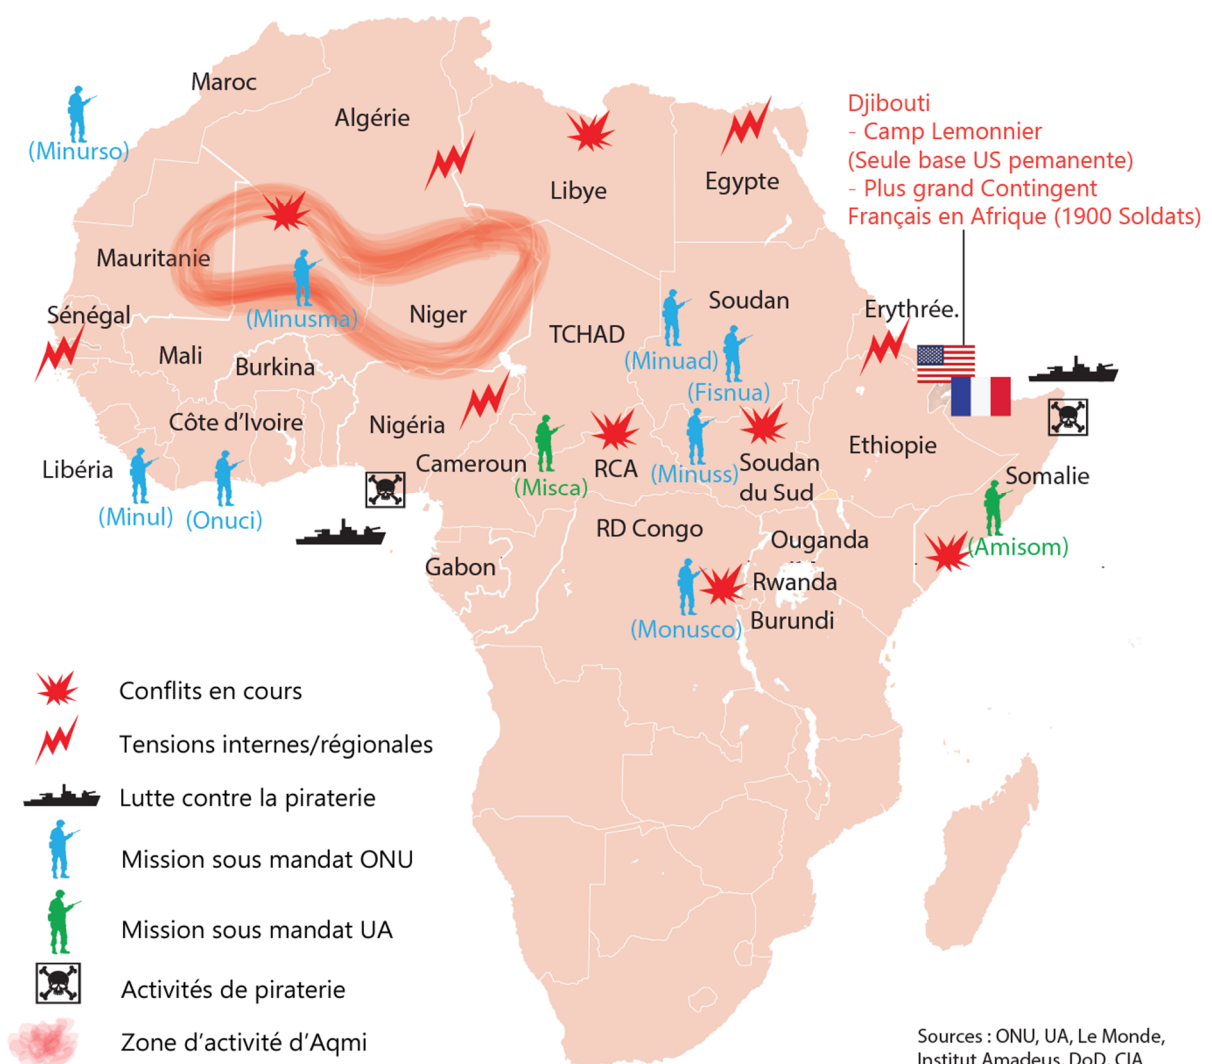 Maroc
Algérie
(Minurso)
Libye
Egypte
Djibouti
- Camp Lemonnier
(Seule base US pemanente)
- Plus grand Contingent
Français en Afrique (1900 Soldats)
Mauritanie
Sénégal
(Minusma)
Niger
Soudan
Erythrée.
TCHAD
Mali
Burkina
(Minuad)
(Fisnua)
Côte d'Ivoire
Nigéria
Ethiopie
Libéria
Cameroun
RCA
(Minuss)
Soudan
du Sud
Somalie
(Misca)
(Minul)
(Onuci)
RD Congo
Ouganda
(Amisom)
Gabon
Rwanda
Burundi
(Monusco)
Conflits en cours
Tensions internes/régionales
Lutte contre la piraterie
Mission sous mandat ONU
Mission sous mandat UA
Activités de piraterie
Zone d'activité d'Aqmi
Sources : ONU, UA, Le Monde,
Institut Amadeus, DoD, CIA